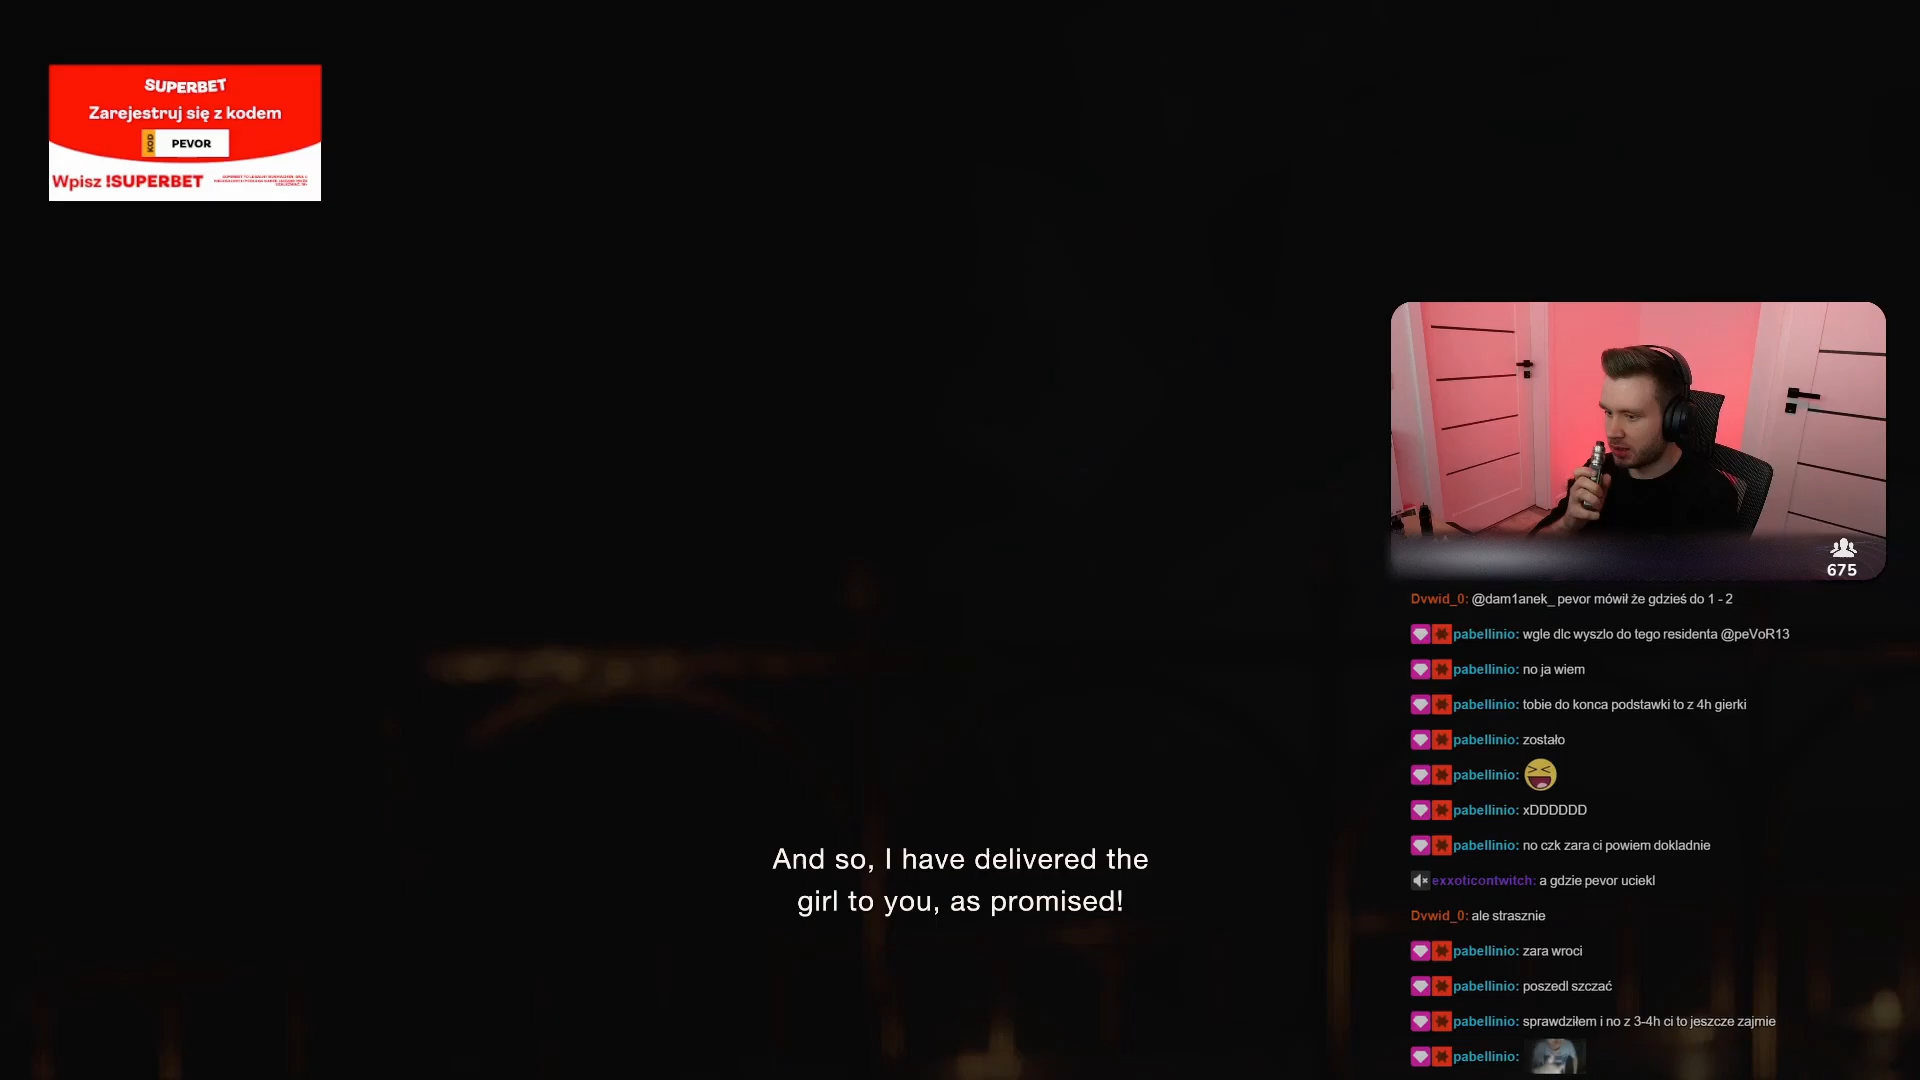 SUPERBET
Zarejestruj się z kodem
KOD PEVOR
Wpisz !SUPERBET
675
And so, I have delivered the
girl to you, as promised!
Dvwid_0: @dam1anek_ pevor mówił że gdzieś do 1 - 2
pabellinio: wgle dlc wyszlo do tego residenta @peVoR13
pabellinio: no ja wiem
pabellinio: tobie do konca podstawki to z 4h gierki
pabellinio: zostało
pabellinio:
pabellinio: xDDDDDD
pabellinio: no czk zara ci powiem dokladnie
exxoticontwitch: a gdzie pevor uciekl
Dvwid_0: ale strasznie
pabellinio: zara wroci
pabellinio: poszedl szczać
pabellinio: sprawdziłem i no z 3-4h ci to jeszcze zajmie
pabellinio: